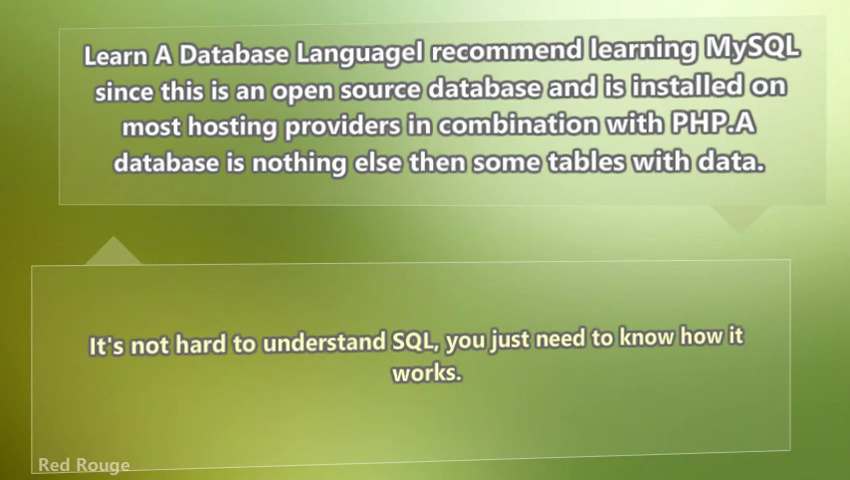 Learn A Database LanguageI recommend learning MySQL
since this is an open source database and is installed on
most hosting providers in combination with PHP.A
database is nothing else then some tables with data.
It's not hard to understand SQL, you just need to know how it
works.
Red Rouge